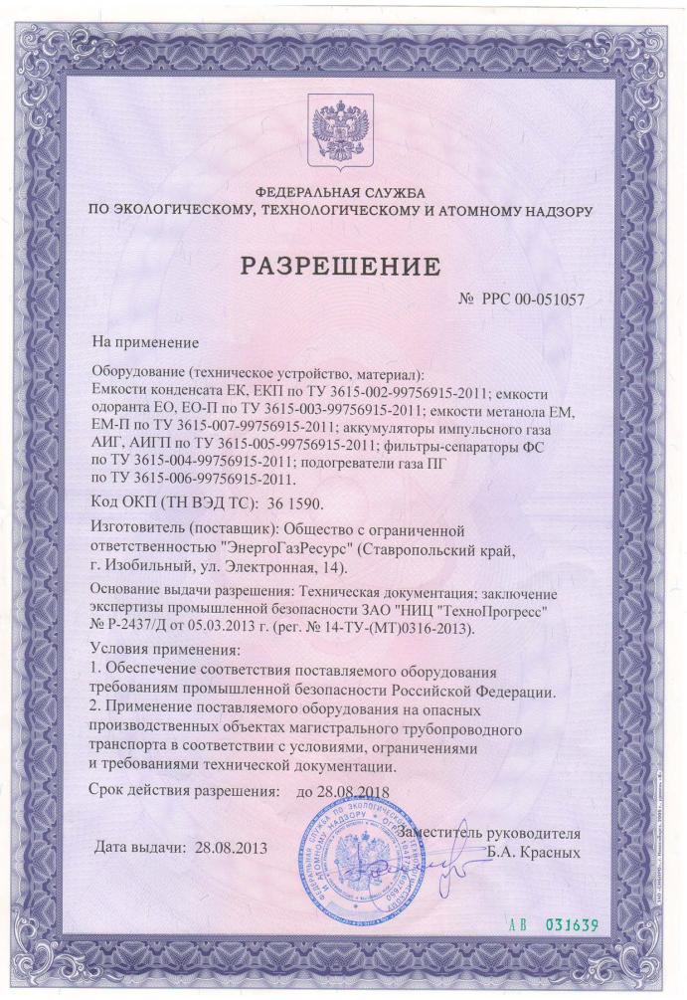 ФЕДЕРАЛЬНАЯ СЛУЖБА
ПО ЭКОЛОГИЧЕСКОМУ, ТЕХНОЛОГИЧЕСКОМУ И АТОМНОМУ НАДЗОРУ
РАЗРЕШЕНИЕ
№ РРС 00-051057
На применение
Оборудование (техническое устройство, материал):
Емкости конденсата ЕК, ЕКП по ТУ 3615-002-99756915-2011; емкости
одоранта ЕО, ЕО-П по ТУ 3615-003-99756915-2011; емкости метанола ЕМ,
ЕМ-П по ТУ 3615-007-99756915-2011; аккумуляторы импульсного газа
АИГ, АИГП по ТУ 3615-005-99756915-2011; фильтры-сепараторы ФС
по ТУ 3615-004-99756915-2011; подогреватели газа ПГ
по ТУ 3615-006-99756915-2011.
Код ОКП (ТН ВЭД ТС): 36 1590.
Изготовитель (поставщик): Общество с ограниченной
ответственностью "ЭнергоГазРесурс" (Ставропольский край,
г. Изобильный, ул. Электронная, 14).
Основание выдачи разрешения: Техническая документация; заключение
экспертизы промышленной безопасности ЗАО "НИЦ "ТехноПрогресс"
№ Р-2437/Д от 05.03.2013 г. (рег. № 14-ТУ-(МТ)0316-2013).
Условия применения:
1. Обеспечение соответствия поставляемого оборудования
требованиям промышленной безопасности Российской Федерации.
2. Применение поставляемого оборудования на опасных
производственных объектах магистрального трубопроводного
транспорта в соответствии с условиями, ограничениями
и требованиями технической документации.
Срок действия разрешения: до 28.08.2018
Заместитель руководителя
Дата выдачи: 28.08.2013
Б.А. Красных
ФЕДЕРАЛЬНАЯ СЛУЖБА ПО ЭКОЛОГИЧЕСКОМУ, ТЕХНОЛОГИЧЕСКОМУ
И АТОМНОМУ НАДЗОРУ
АВ 031639